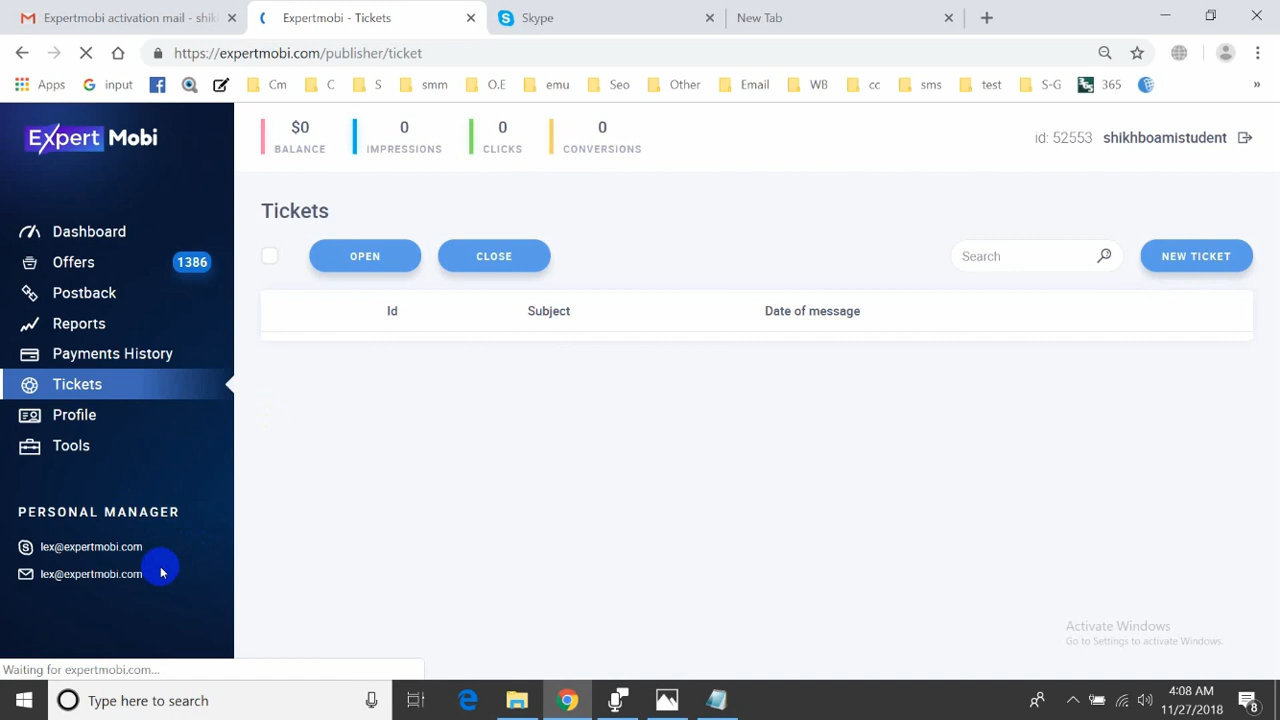 Expertmobi activation mail - shik
Expertmobi - Tickets
Skype
New Tab
https://expertmobi.com/publisher/ticket
Apps
input
Cm
C
S
smm
O.E
emu
Seo
Other
Email
WB
cc
sms
test
S-G
365
»
Expert Mobi
$0
BALANCE
0
IMPRESSIONS
0
CLICKS
0
CONVERSIONS
id: 52553 shikhboamistudent
Dashboard
Offers 1386
Postback
Reports
Payments History
Tickets
Profile
Tools
PERSONAL MANAGER
lex@expertmobi.com
lex@expertmobi.com
Tickets
OPEN
CLOSE
Search
NEW TICKET
Id Subject Date of message
Activate Windows
Go to Settings to activate Windows.
Waiting for expertmobi.com...
Type here to search
4:08 AM
11/27/2018
8